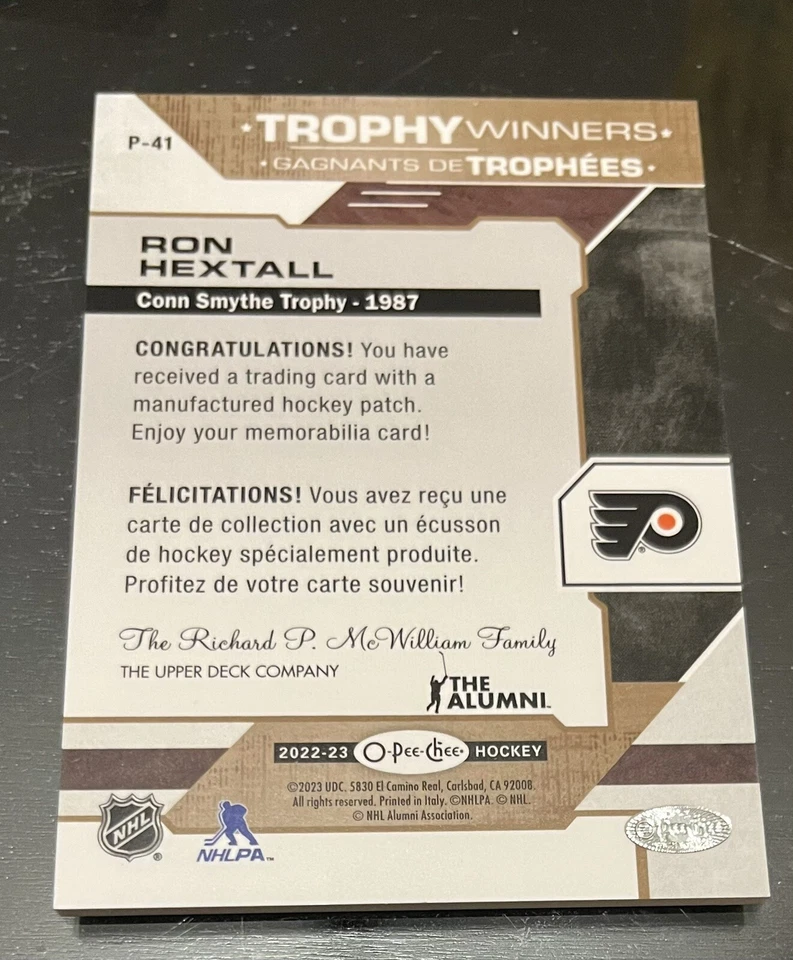 P-41
TROPHY WINNERS
GAGNANTS DE TROPHÉES
RON
HEXTALL
Conn Smythe Trophy - 1987
CONGRATULATIONS! You have
received a trading card with a
manufactured hockey patch.
Enjoy your memorabilia card!
FÉLICITATIONS! Vous avez reçu une
carte de collection avec un écusson
de hockey spécialement produite.
Profitez de votre carte souvenir!
The Richard P. McWilliam Family
THE UPPER DECK COMPANY
THE
ALUMNI™
2022-23 O-Pee-Chee® HOCKEY
©2023 UDC. 5830 El Camino Real, Carlsbad, CA 92008.
All rights reserved. Printed in Italy. ©NHLPA. © NHL.
© NHL Alumni Association.
NHL ®
NHLPA™